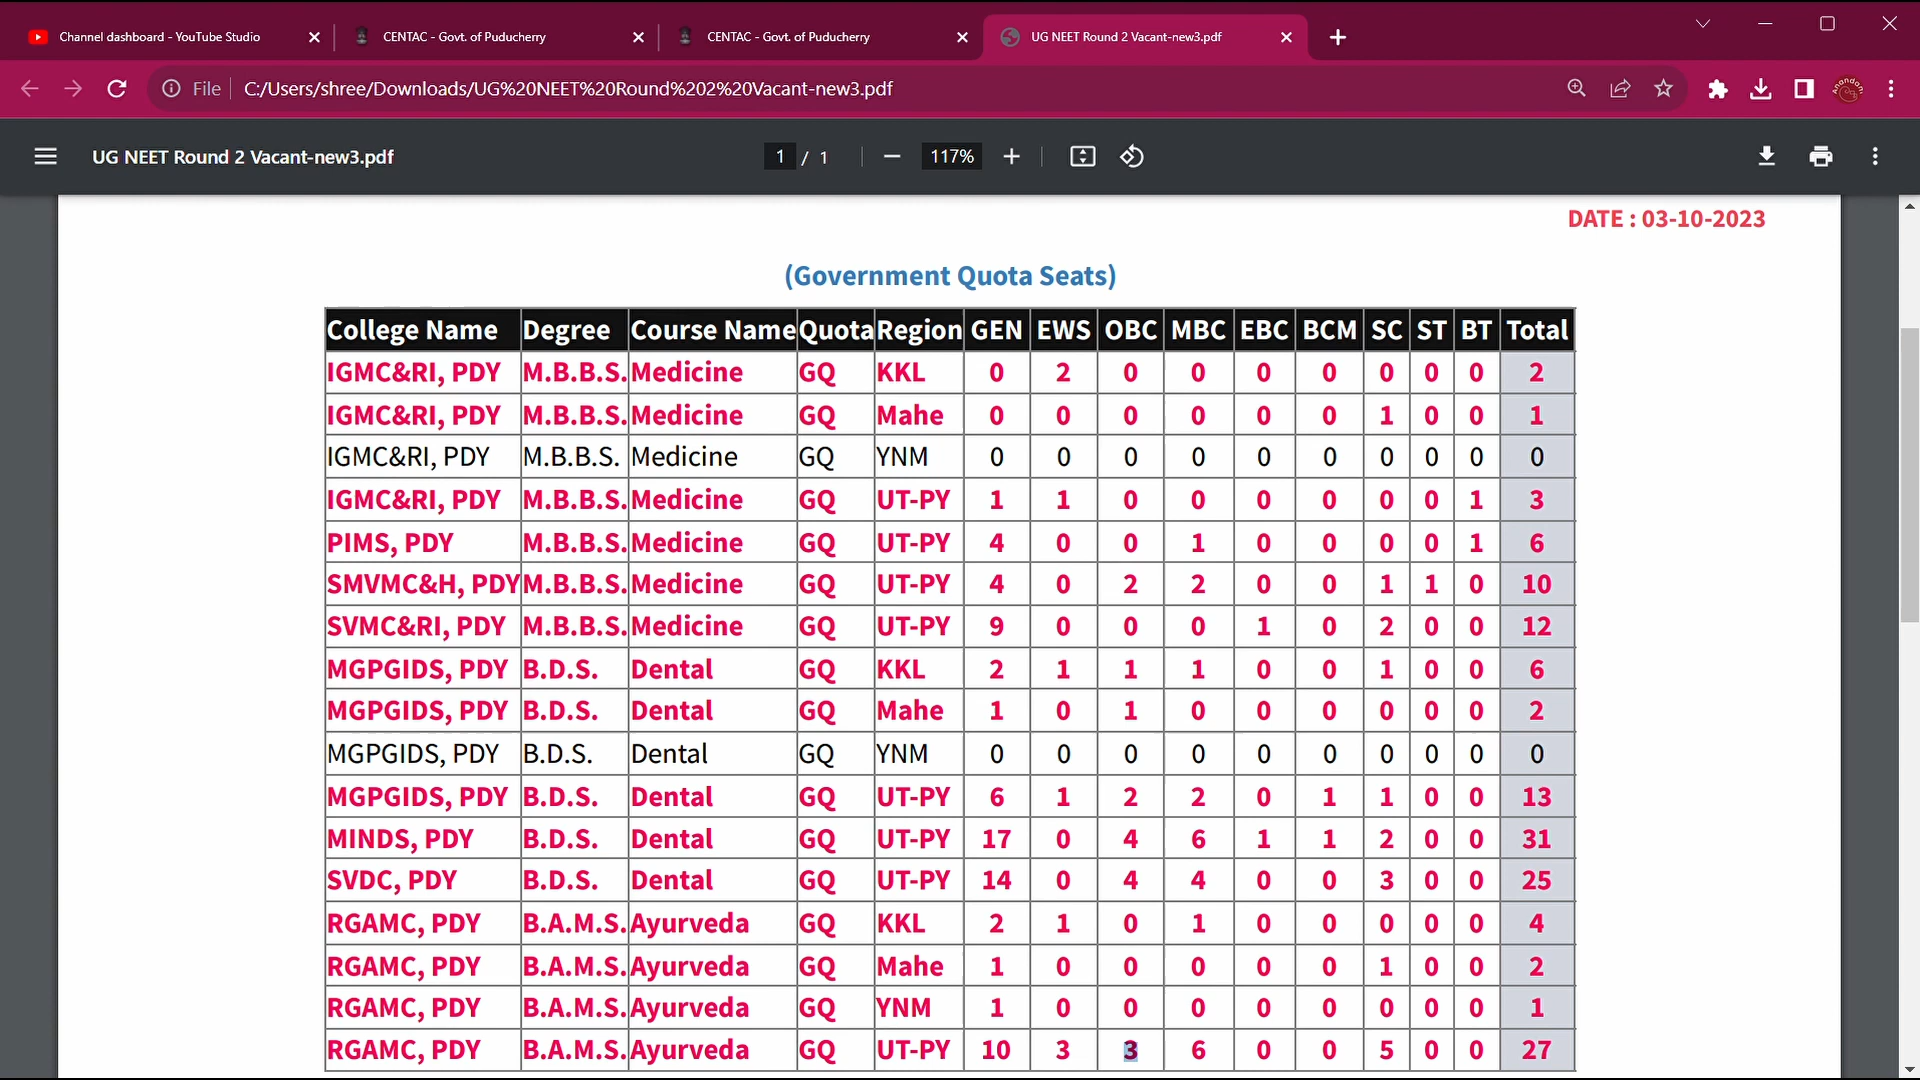 Channel dashboard - YouTube Studio
CENTAC - Govt. of Puducherry
CENTAC - Govt. of Puducherry
UG NEET Round 2 Vacant-new3.pdf
File
C:/Users/shree/Downloads/UG%20NEET%20Round%202%20Vacant-new3.pdf
UG NEET Round 2 Vacant-new3.pdf
1 / 1
117%
DATE : 03-10-2023
(Government Quota Seats)
College Name Degree Course Name Quota Region GEN EWS OBC MBC EBC BCM SC ST BT Total
IGMC&RI, PDY M.B.B.S. Medicine GQ KKL 0 2 0 0 0 0 0 0 0 2
IGMC&RI, PDY M.B.B.S. Medicine GQ Mahe 0 0 0 0 0 0 1 0 0 1
IGMC&RI, PDY M.B.B.S. Medicine GQ YNM 0 0 0 0 0 0 0 0 0 0
IGMC&RI, PDY M.B.B.S. Medicine GQ UT-PY 1 1 0 0 0 0 0 0 1 3
PIMS, PDY M.B.B.S. Medicine GQ UT-PY 4 0 0 1 0 0 0 0 1 6
SMVMC&H, PDY M.B.B.S. Medicine GQ UT-PY 4 0 2 2 0 0 1 1 0 10
SVMC&RI, PDY M.B.B.S. Medicine GQ UT-PY 9 0 0 0 1 0 2 0 0 12
MGPGIDS, PDY B.D.S. Dental GQ KKL 2 1 1 1 0 0 1 0 0 6
MGPGIDS, PDY B.D.S. Dental GQ Mahe 1 0 1 0 0 0 0 0 0 2
MGPGIDS, PDY B.D.S. Dental GQ YNM 0 0 0 0 0 0 0 0 0 0
MGPGIDS, PDY B.D.S. Dental GQ UT-PY 6 1 2 2 0 1 1 0 0 13
MINDS, PDY B.D.S. Dental GQ UT-PY 17 0 4 6 1 1 2 0 0 31
SVDC, PDY B.D.S. Dental GQ UT-PY 14 0 4 4 0 0 3 0 0 25
RGAMC, PDY B.A.M.S. Ayurveda GQ KKL 2 1 0 1 0 0 0 0 0 4
RGAMC, PDY B.A.M.S. Ayurveda GQ Mahe 1 0 0 0 0 0 1 0 0 2
RGAMC, PDY B.A.M.S. Ayurveda GQ YNM 1 0 0 0 0 0 0 0 0 1
RGAMC, PDY B.A.M.S. Ayurveda GQ UT-PY 10 3 3 6 0 0 5 0 0 27